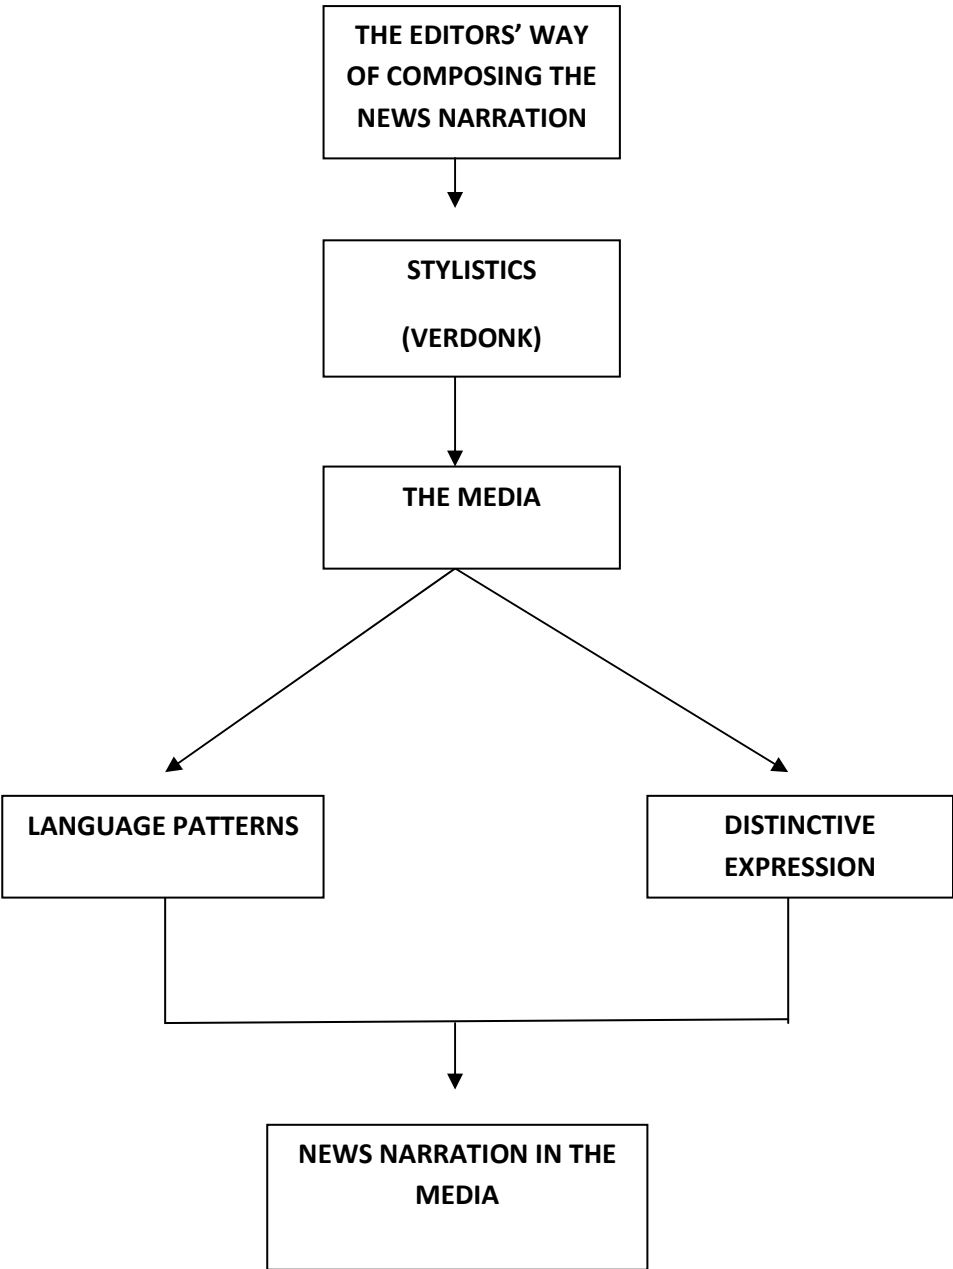 THE EDITORS’ WAY
OF COMPOSING THE
NEWS NARRATION
STYLISTICS
(VERDONK)
THE MEDIA
LANGUAGE PATTERNS
DISTINCTIVE
EXPRESSION
NEWS NARRATION IN THE
MEDIA